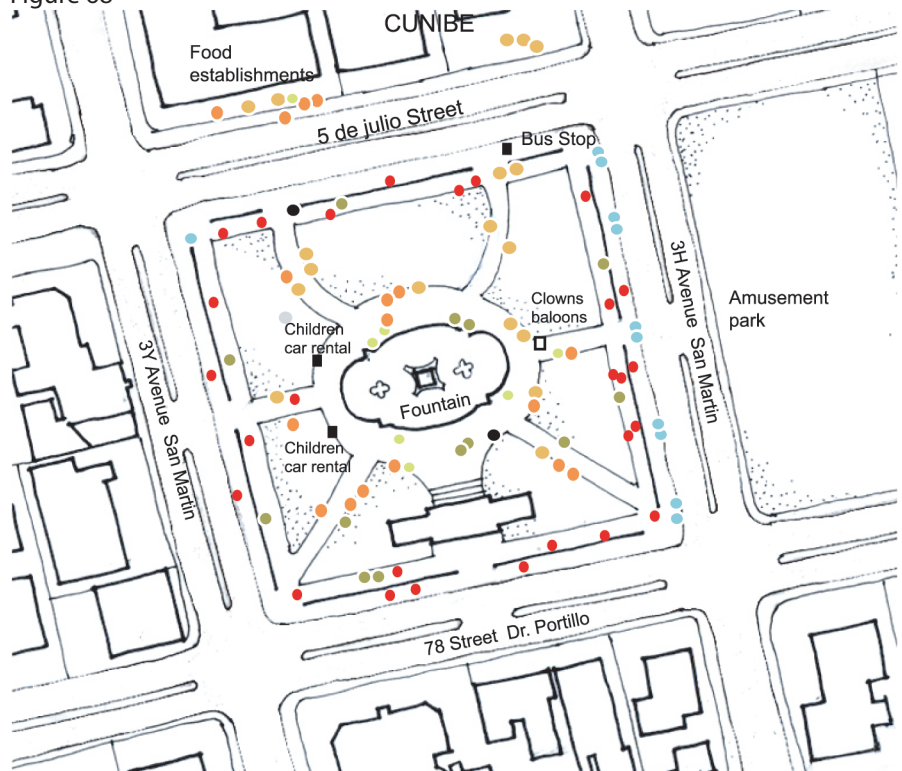 CUNIBE
Food
establishments
5 de julio Street
Bus Stop
3H Avenue San Martin
Clowns
baloons
Amusement
park
Children
car rental
3Y Avenue San Martin
Fountain
Children
car rental
78 Street Dr. Portillo